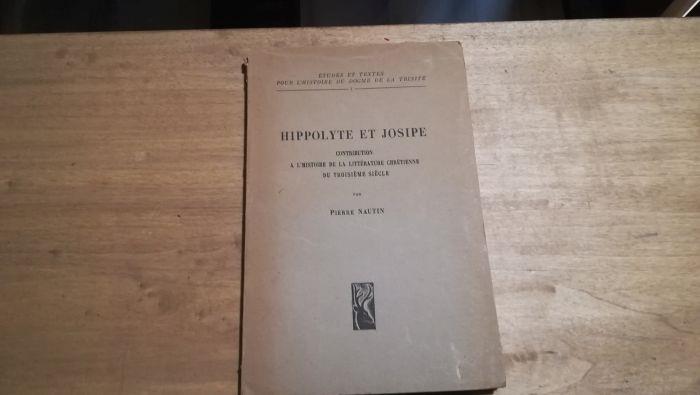 ÉTUDES ET TEXTES
POUR L'HISTOIRE DU DOGME DE LA TRINITÉ
1
HIPPOLYTE ET JOSIPE
CONTRIBUTION
A L'HISTOIRE DE LA LITTÉRATURE CHRÉTIENNE
DU TROISIÈME SIÈCLE
PAR
PIERRE NAUTIN